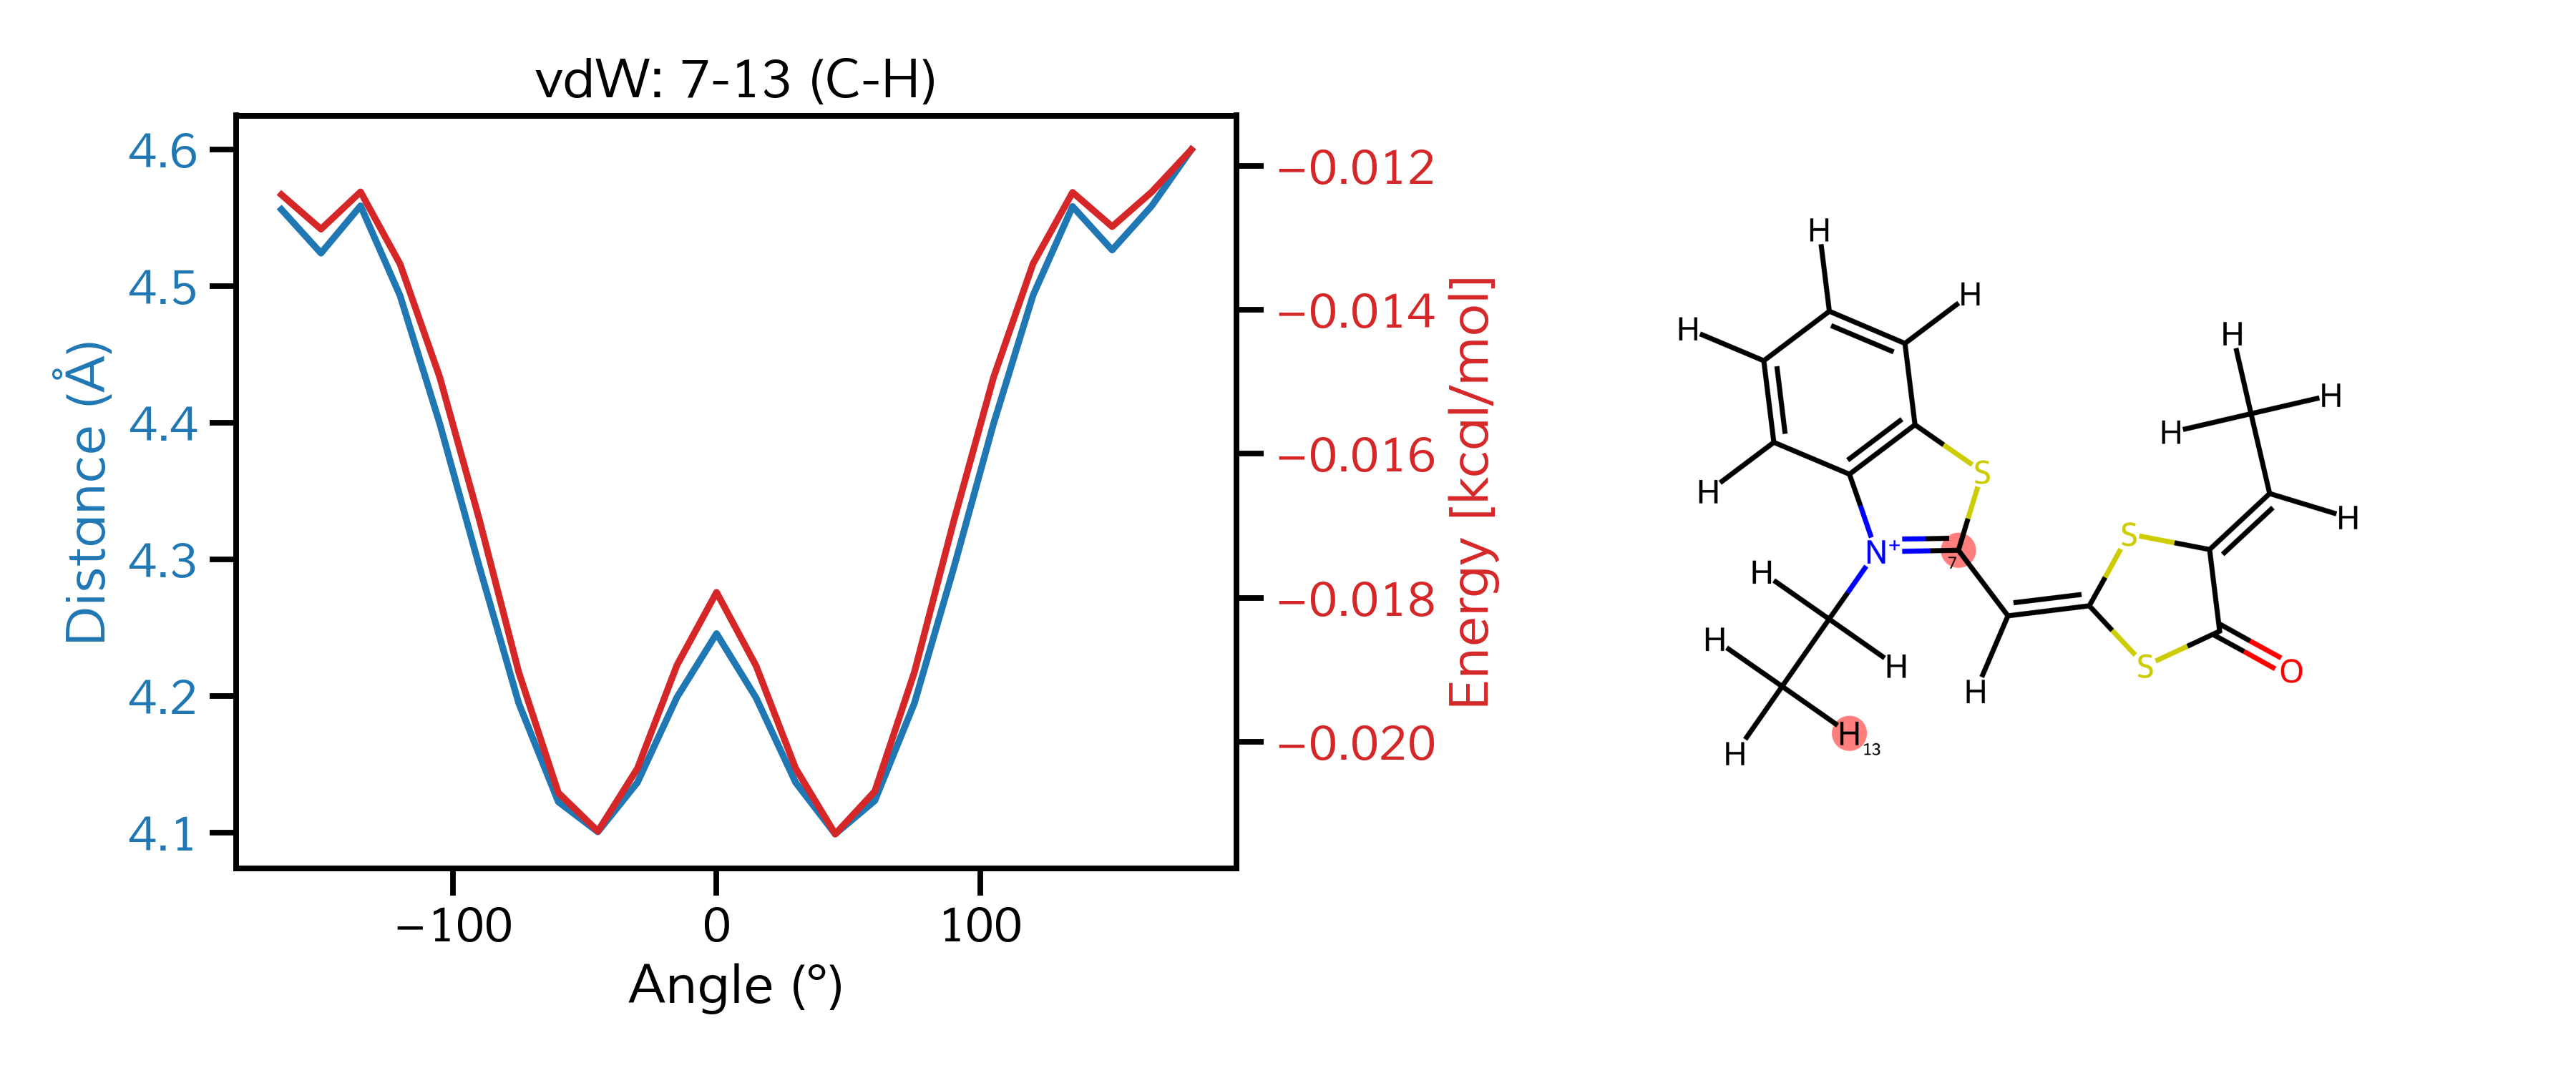 vdW: 7-13 (C-H)
Distance (Å)
4.6
4.5
4.4
4.3
4.2
4.1
−100
0
100
Angle (°)
−0.012
−0.014
−0.016
−0.018
−0.020
Energy [kcal/mol]
H
H
H
H
S
N+
7
H
H
H
H
H
13
H
S
S
O
H
H
H
H